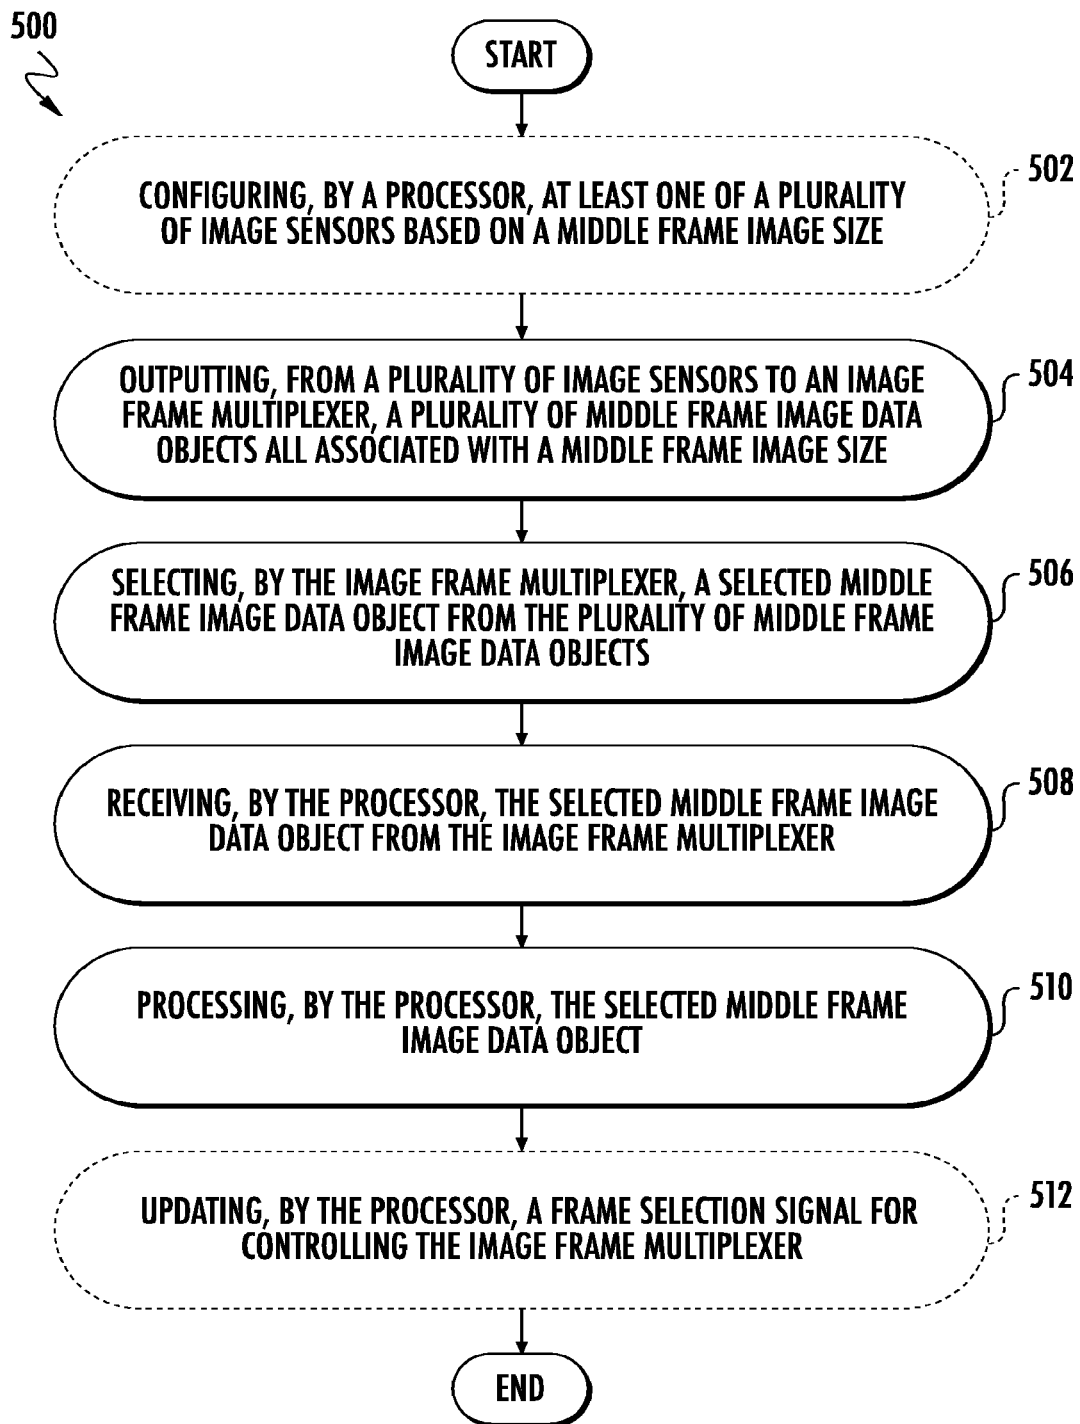 500
START
CONFIGURING, BY A PROCESSOR, AT LEAST ONE OF A PLURALITY
OF IMAGE SENSORS BASED ON A MIDDLE FRAME IMAGE SIZE
502
OUTPUTTING, FROM A PLURALITY OF IMAGE SENSORS TO AN IMAGE
FRAME MULTIPLEXER, A PLURALITY OF MIDDLE FRAME IMAGE DATA
OBJECTS ALL ASSOCIATED WITH A MIDDLE FRAME IMAGE SIZE
504
SELECTING, BY THE IMAGE FRAME MULTIPLEXER, A SELECTED MIDDLE
FRAME IMAGE DATA OBJECT FROM THE PLURALITY OF MIDDLE FRAME
IMAGE DATA OBJECTS
506
RECEIVING, BY THE PROCESSOR, THE SELECTED MIDDLE FRAME IMAGE
DATA OBJECT FROM THE IMAGE FRAME MULTIPLEXER
508
PROCESSING, BY THE PROCESSOR, THE SELECTED MIDDLE FRAME
IMAGE DATA OBJECT
510
UPDATING, BY THE PROCESSOR, A FRAME SELECTION SIGNAL FOR
CONTROLLING THE IMAGE FRAME MULTIPLEXER
512
END